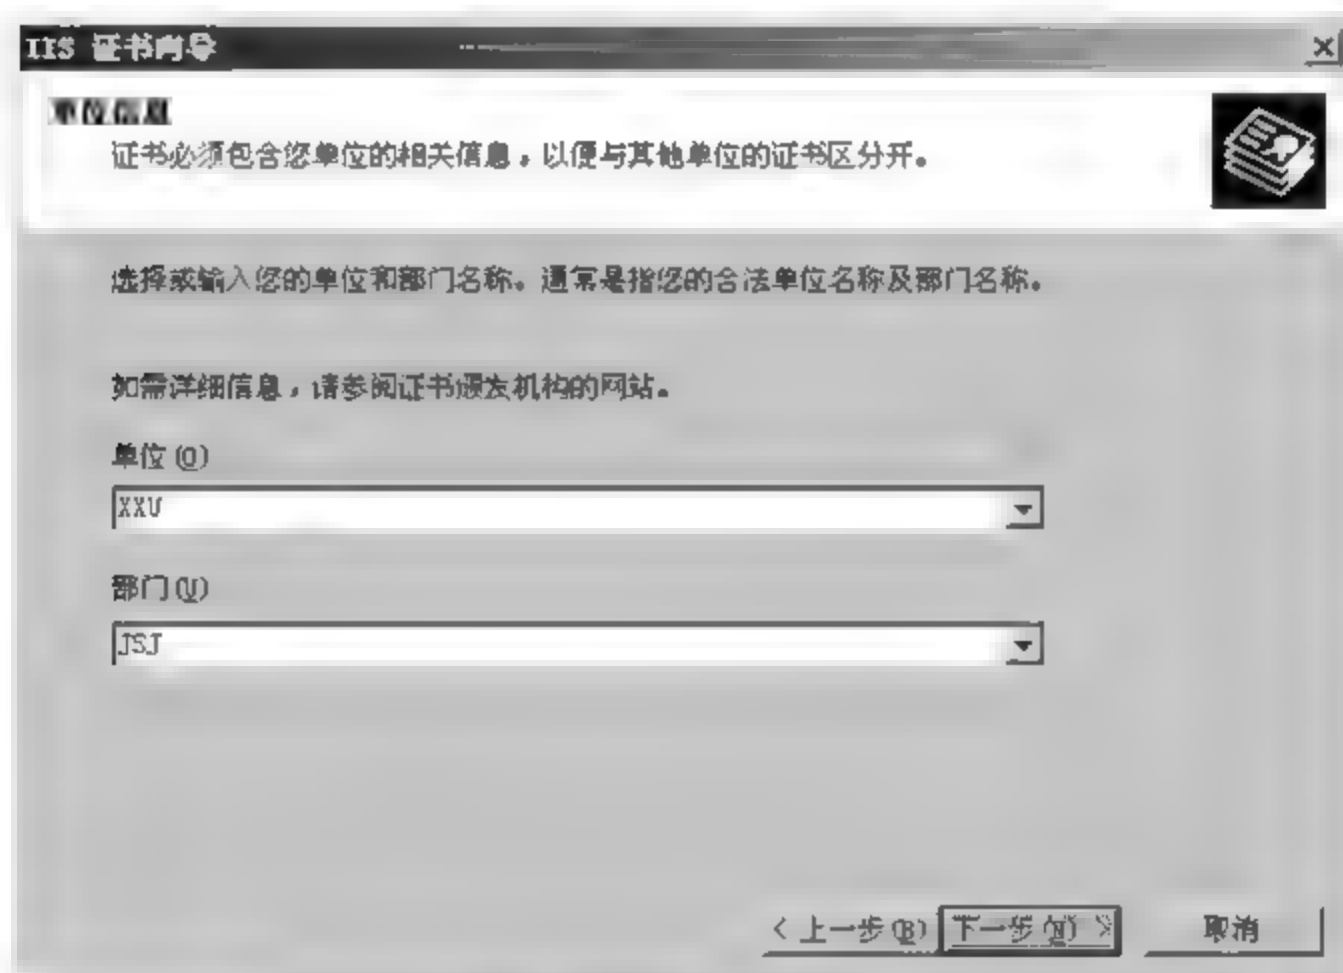 IIS 证书向导
单位信息
证书必须包含您单位的相关信息，以便与其他单位的证书区分开。
选择或输入您的单位和部门名称。通常是指您的合法单位名称及部门名称。
如需详细信息，请参阅证书颁发机构的网站。
单位(O)
XXU
部门(U)
JSJ
< 上一步(B) 下一步(N) > 取消